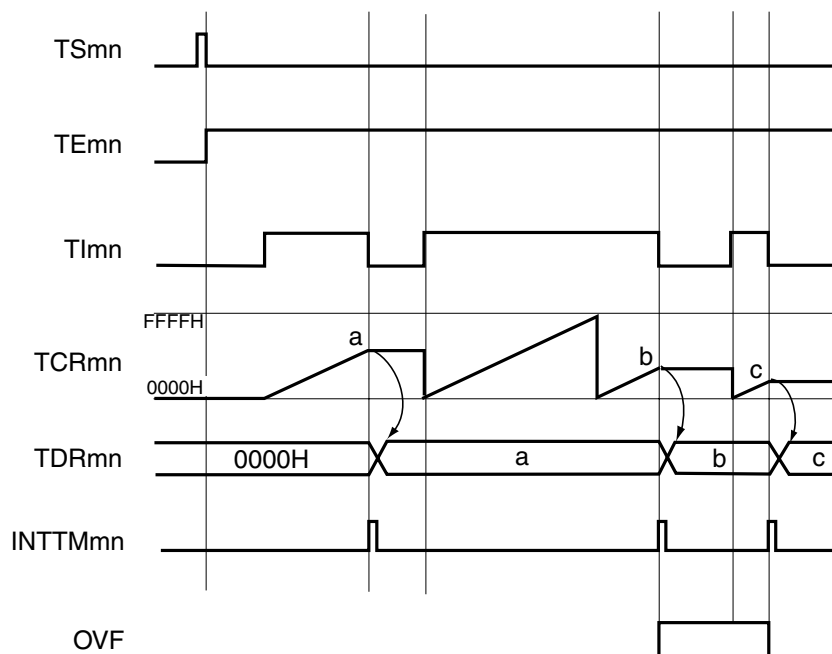 TSmn
TEmn
TImn
FFFFH
a
b
c
TCRmn
0000H
TDRmn
0000H
a
b
c
INTTMmn
OVF